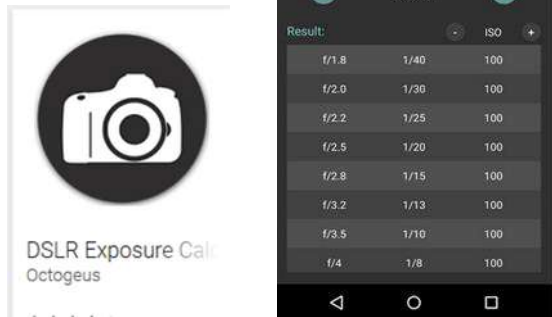 DSLR Exposure Calc
Octogeus
Result: - ISO +
f/1.8 1/40 100
f/2.0 1/30 100
f/2.2 1/25 100
f/2.5 1/20 100
f/2.8 1/15 100
f/3.2 1/13 100
f/3.5 1/10 100
f/4 1/8 100